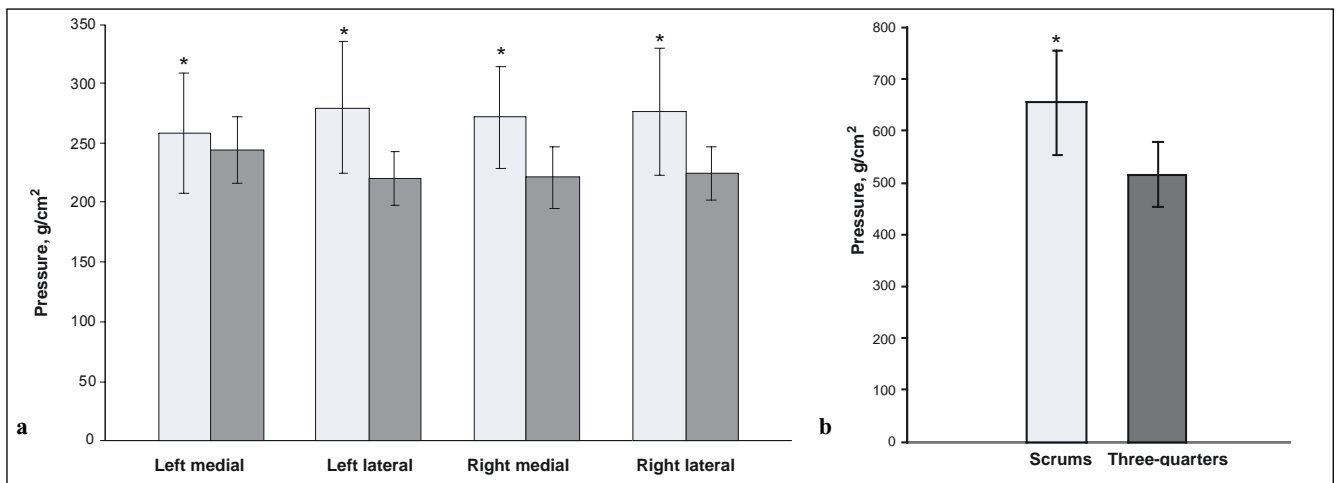 350
300
250
200
150
100
50
0
Pressure, g/cm²
* * * *
Left medial Left lateral Right medial Right lateral
a
800
700
600
500
400
300
200
100
0
Pressure, g/cm²
*
Scrums Three-quarters
b